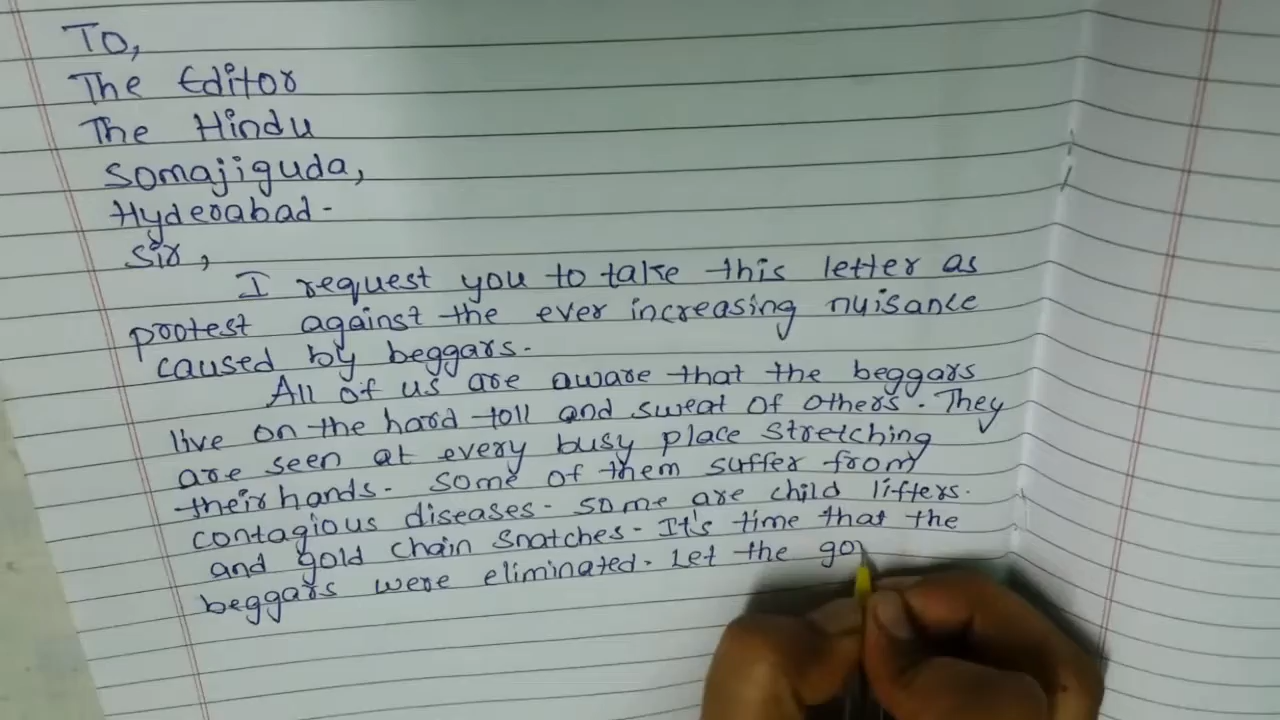 To,
The Editor
The Hindu
Somajiguda,
Hyderabad.
Sir,
I request you to take this letter as
protest against the ever increasing nuisance
caused by beggars.
All of us are aware that the beggars
live on the hard toll and sweat of others. They
are seen at every busy place stretching
their hands. Some of them suffer from
contagious diseases. Some are child lifters.
and gold chain snatches. It's time that the
beggars were eliminated. Let the gov